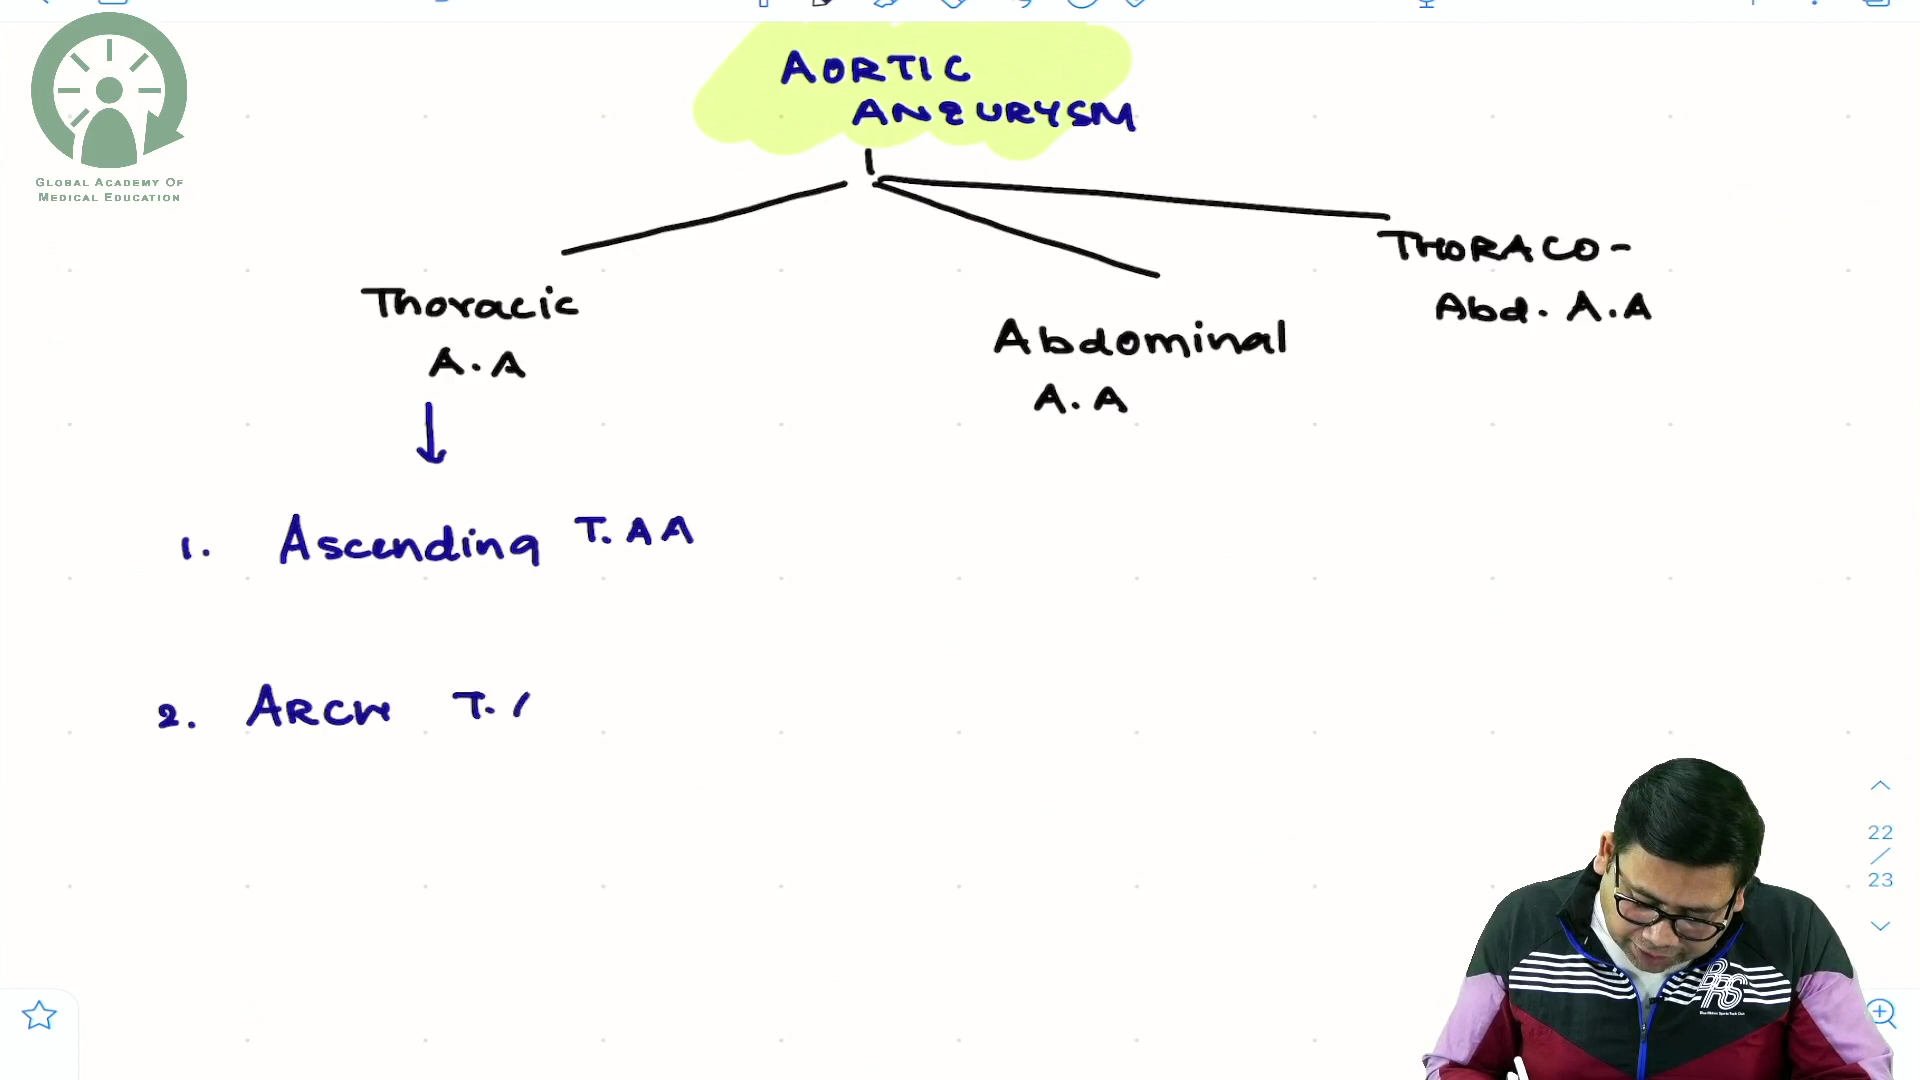 GLOBAL ACADEMY OF
MEDICAL EDUCATION
AORTIC
ANEURYSM
Thoracic
A.A
Abdominal
A.A
THORACO-
Abd. A.A
1. Ascending T.AA
2. ARCH T.
22
/
23